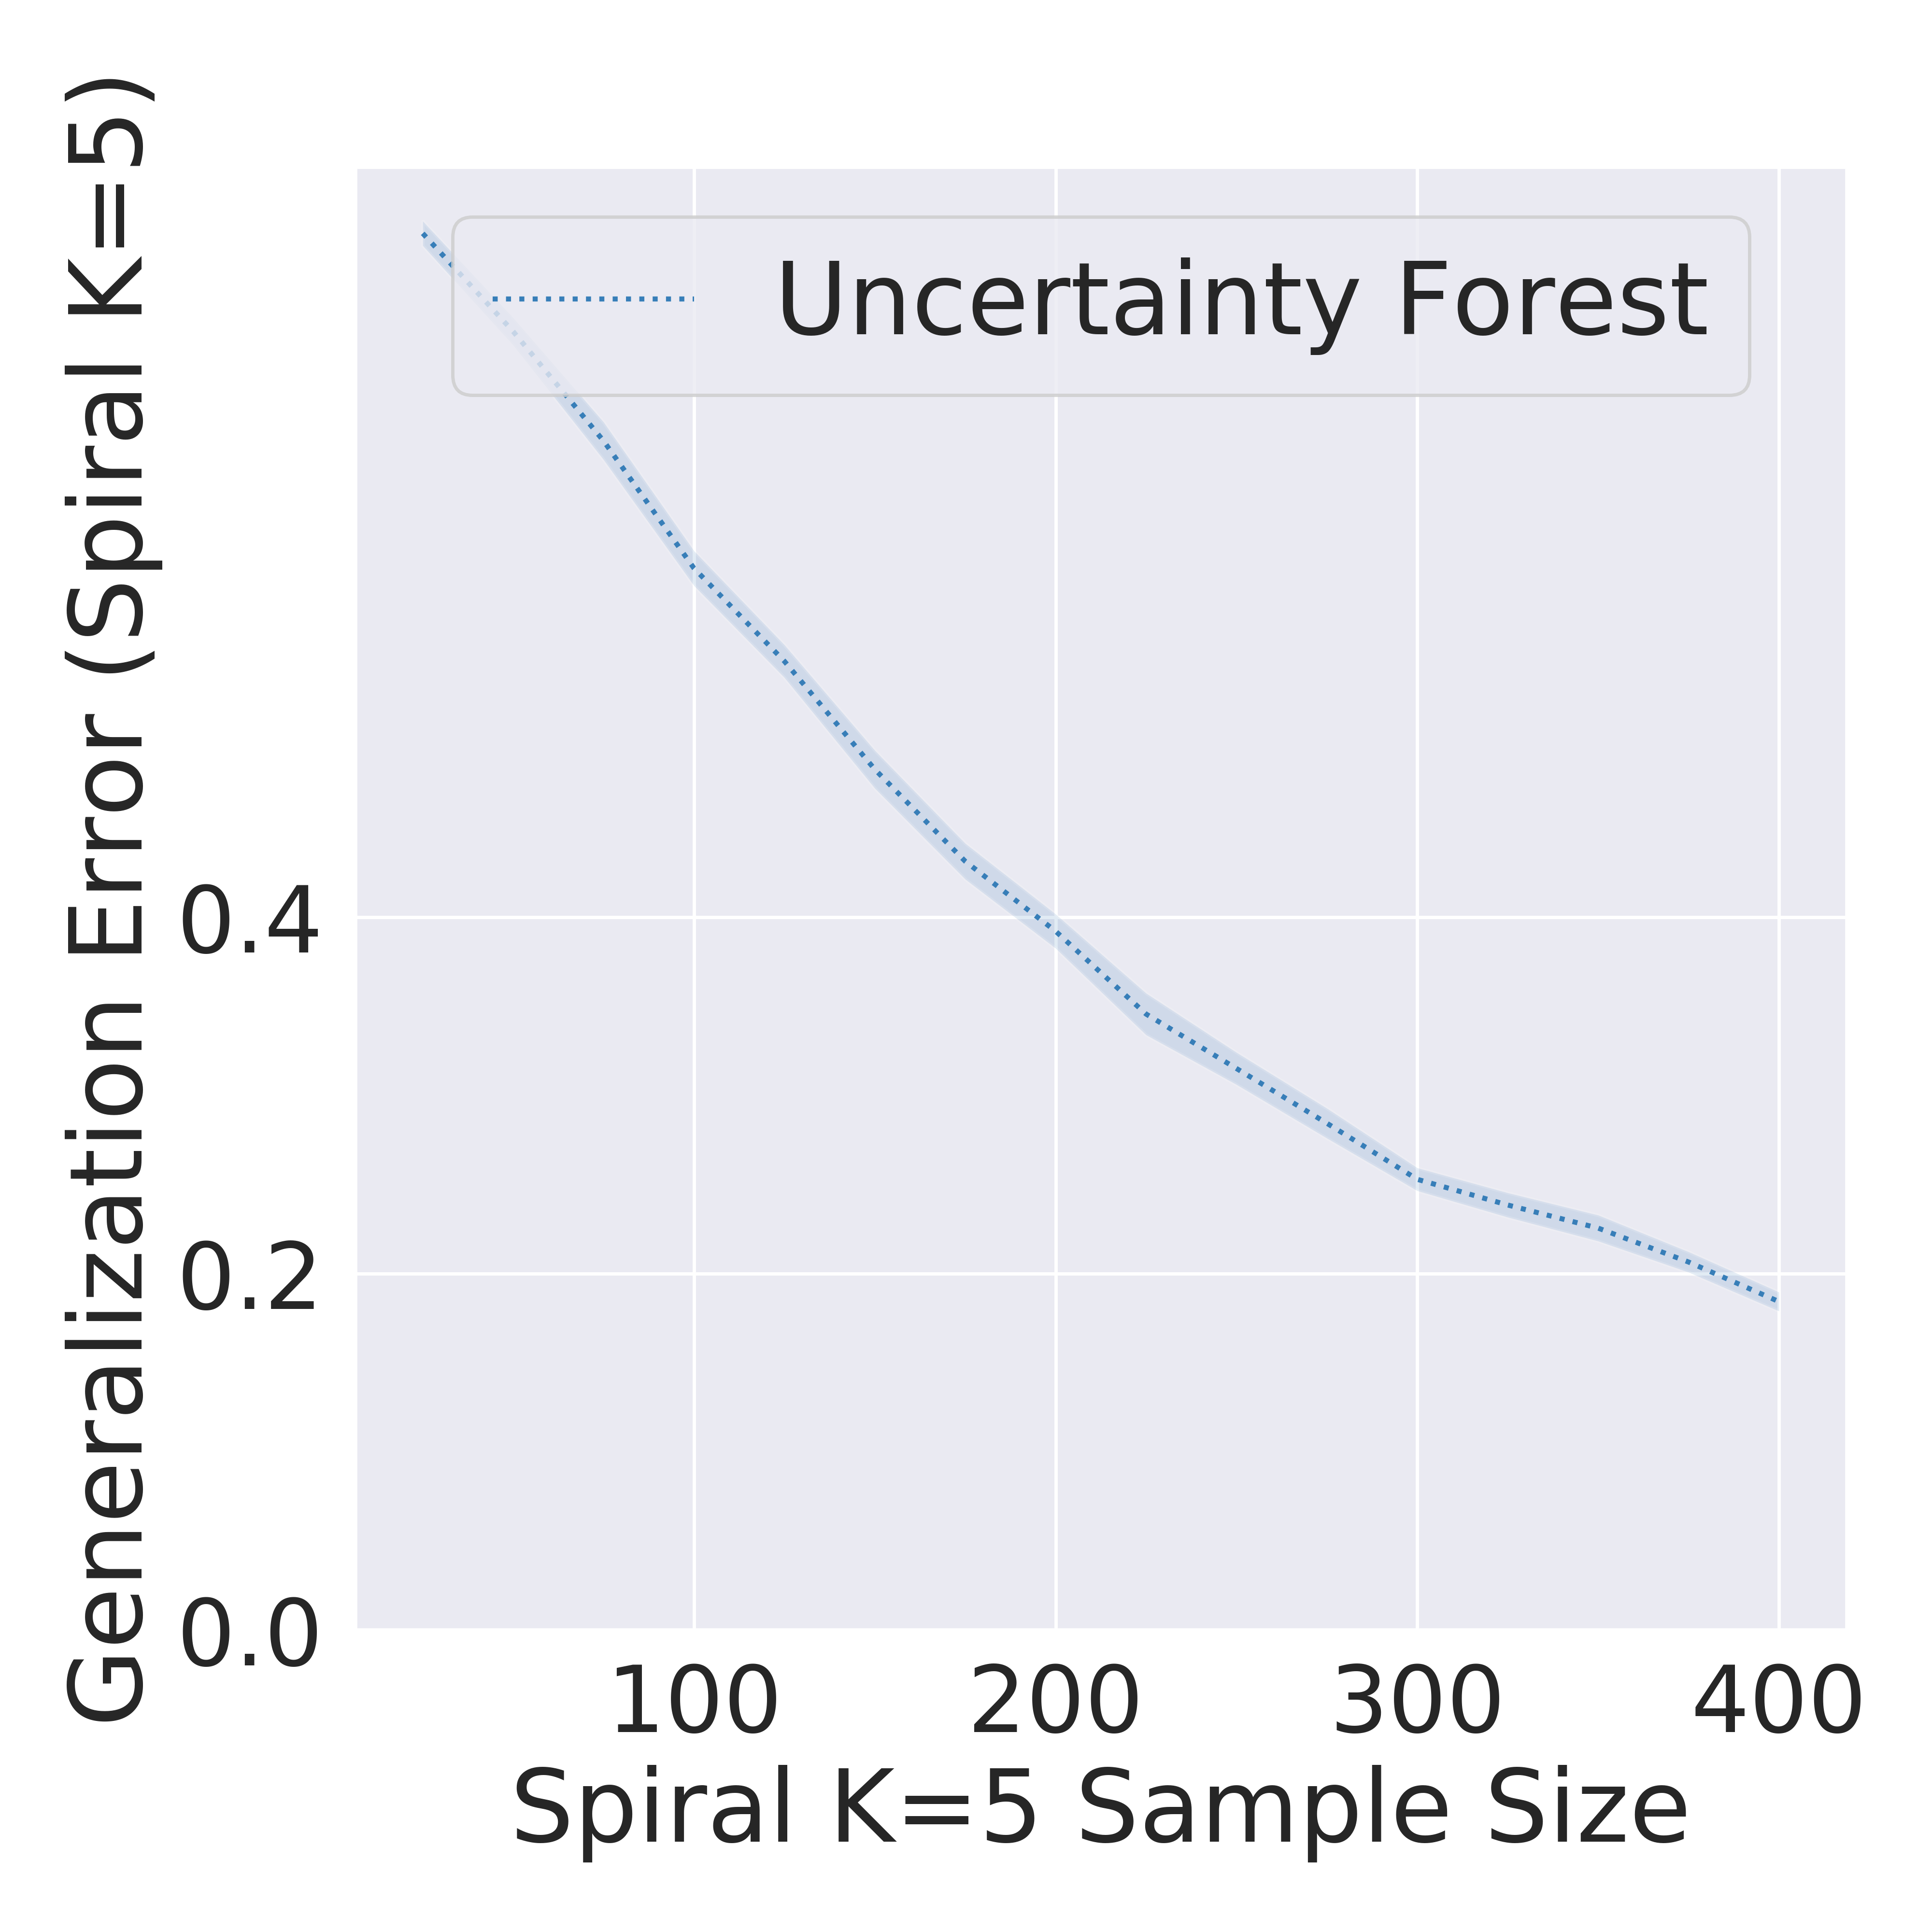 Generalization Error (Spiral K=5)
Uncertainty Forest
0.4
0.2
0.0
100 200 300 400
Spiral K=5 Sample Size